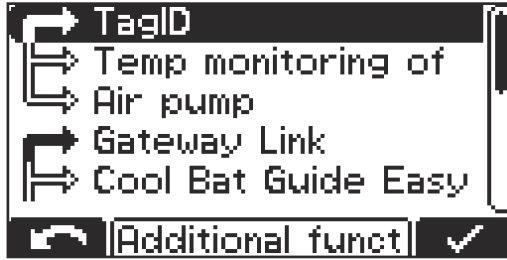 TagID
Temp monitoring of
Air pump
Gateway Link
Cool Bat Guide Easy
Additional funct